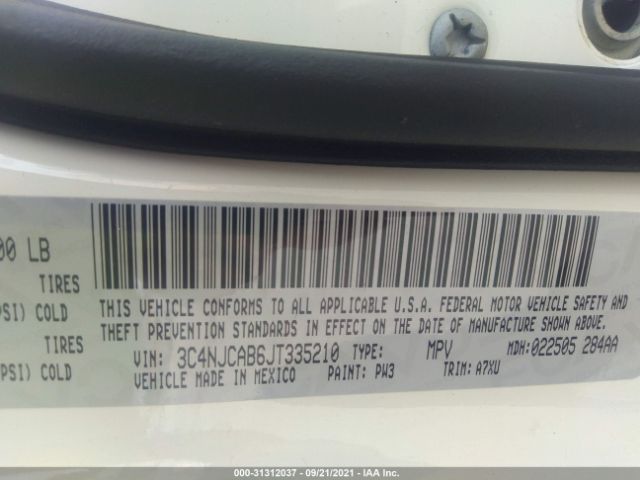 00 LB
TIRES
PSI) COLD
TIRES
PSI) COLD
THIS VEHICLE CONFORMS TO ALL APPLICABLE U.S.A. FEDERAL MOTOR VEHICLE SAFETY AND
THEFT PREVENTION STANDARDS IN EFFECT ON THE DATE OF MANUFACTURE SHOWN ABOVE.
VIN: 3C4NJCAB6JT335210 TYPE: MPV MDH:022505 284AA
VEHICLE MADE IN MEXICO PAINT: PW3 TRIM: A7XU
000-31312037 - 09/21/2021 - IAA Inc.